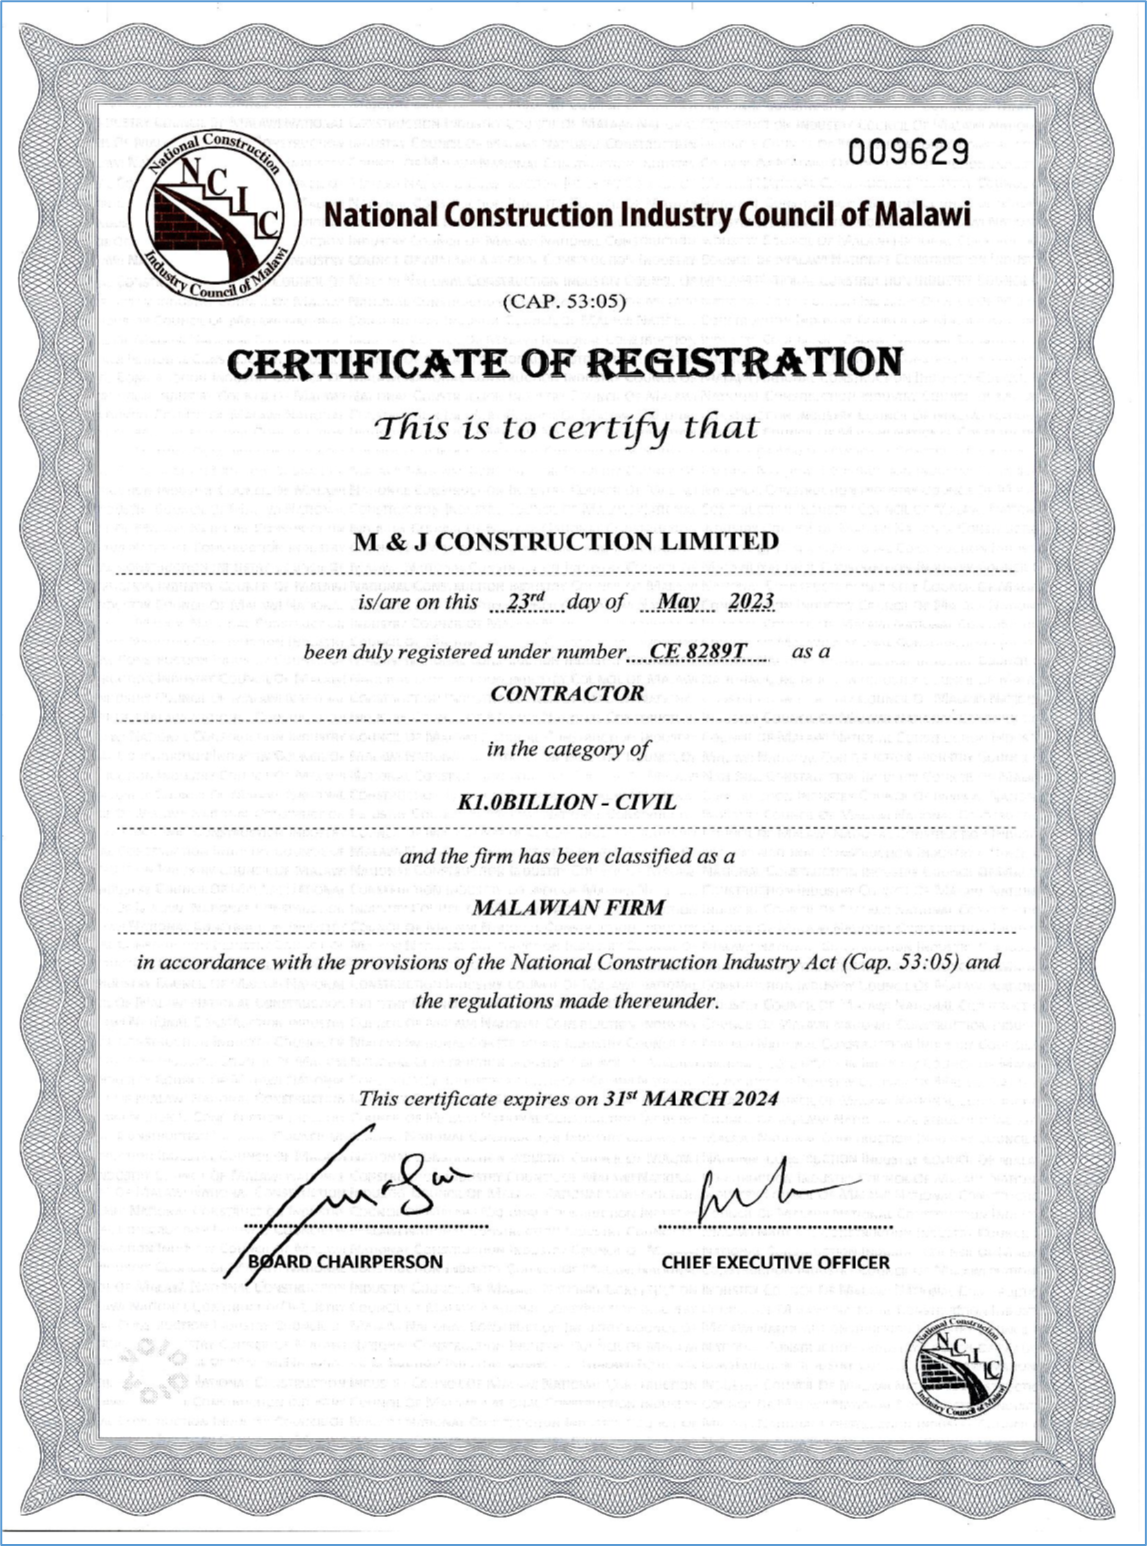 009629
National Construction
NCIC
Industry Council of Malawi
National Construction Industry Council of Malawi
(CAP. 53:05)
CERTIFICATE OF REGISTRATION
This is to certify that
M & J CONSTRUCTION LIMITED
is/are on this 23rd day of May 2023
been duly registered under number CE 8289T as a
CONTRACTOR
in the category of
K1.0BILLION - CIVIL
and the firm has been classified as a
MALAWIAN FIRM
in accordance with the provisions of the National Construction Industry Act (Cap. 53:05) and
the regulations made thereunder.
This certificate expires on 31st MARCH 2024
BOARD CHAIRPERSON
CHIEF EXECUTIVE OFFICER
National Construction
NCIC
Industry Council of Malawi